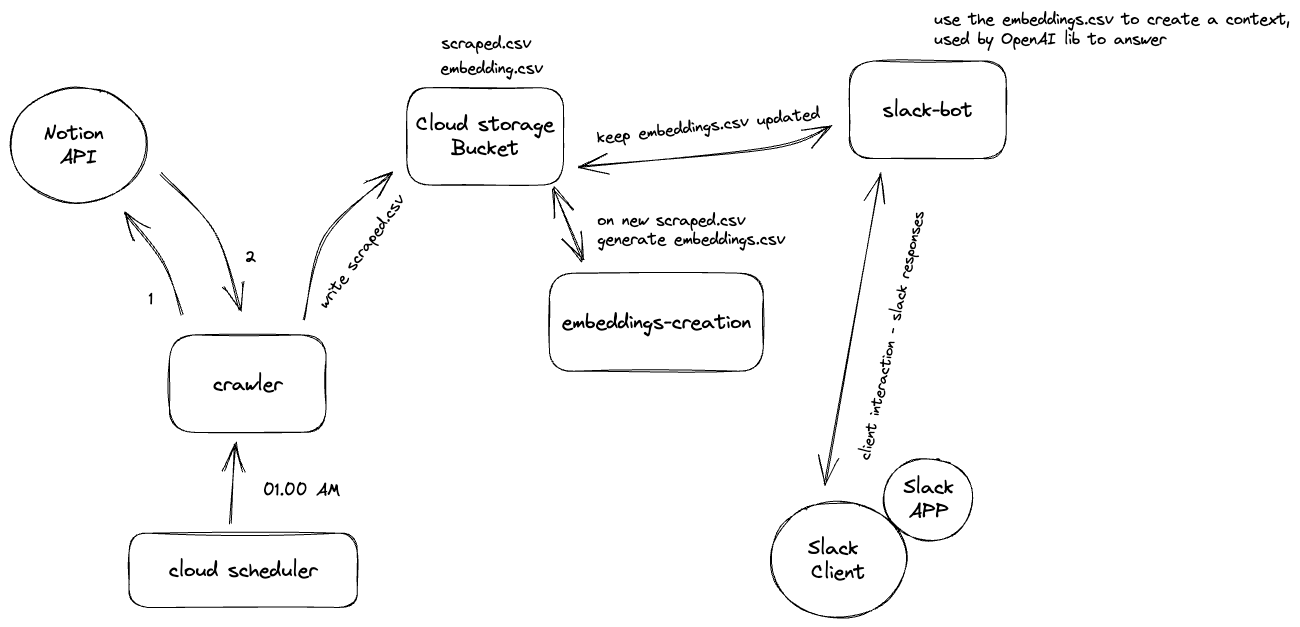 use the embeddings.csv to create a context,
used by OpenAI lib to answer
scraped.csv
embedding.csv
Notion
API
Cloud storage
Bucket
keep embeddings.csv updated
slack-bot
write scraped.csv
on new scraped.csv
generate embeddings.csv
1
2
embeddings-creation
client interaction - slack responses
crawler
01.00 AM
cloud scheduler
Slack
APP
Slack
Client